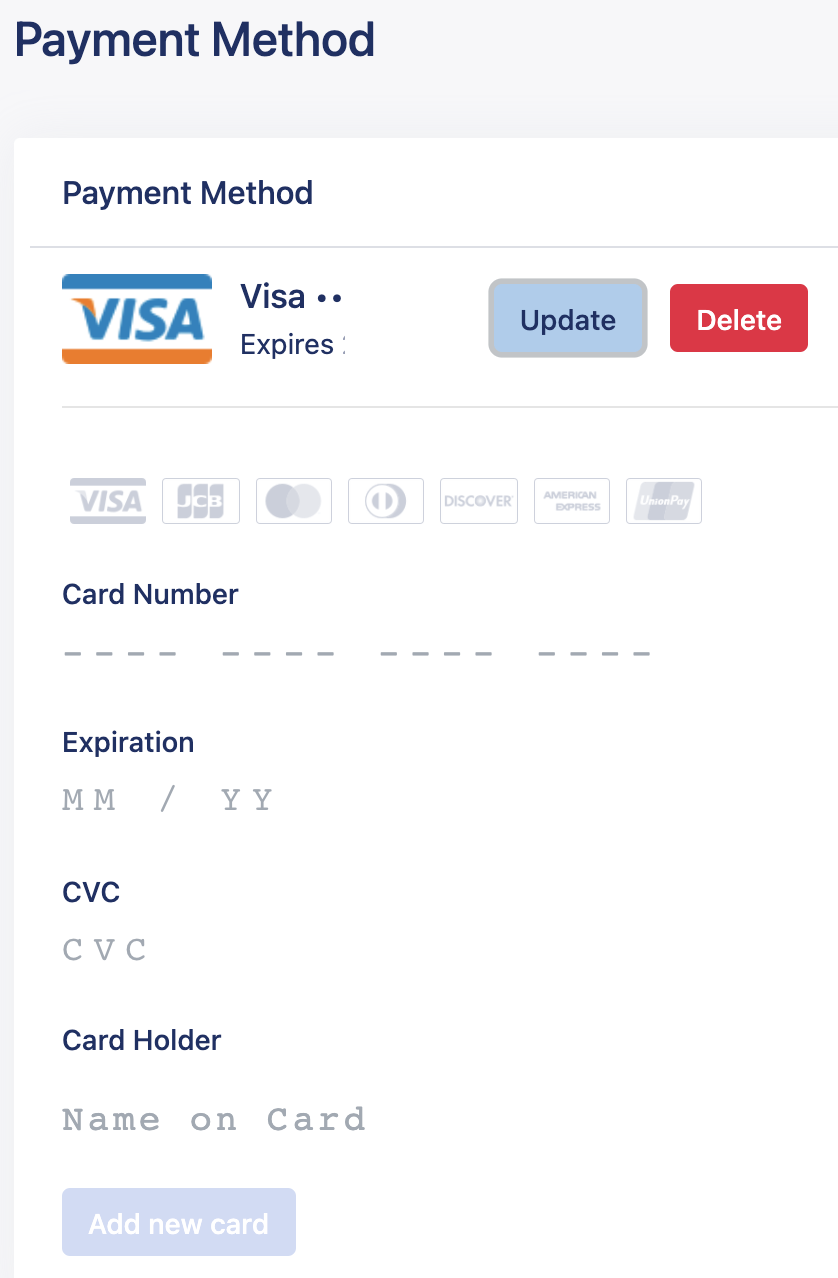 Payment Method
Payment Method
VISA Visa ••
Expires
Update
Delete
VISA JCB DISCOVER AMERICAN EXPRESS UnionPay
Card Number
---- ---- ---- ----
Expiration
MM / YY
CVC
CVC
Card Holder
Name on Card
Add new card